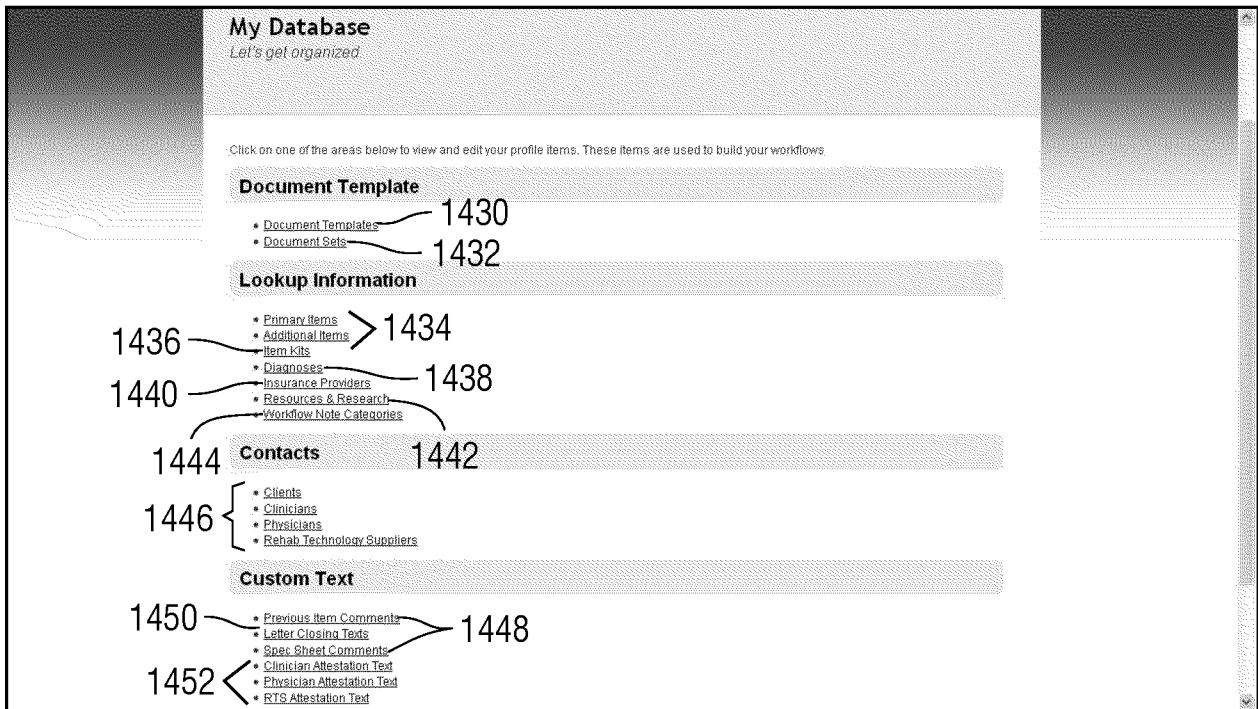 My Database
Let's get organized.
Click on one of the areas below to view and edit your profile items. These items are used to build your workflows.
Document Template
• Document Templates 1430
• Document Sets 1432
Lookup Information
• Primary Items
• Additional Items 1434
1436 • Item Kits
• Diagnoses 1438
1440 • Insurance Providers
• Resources & Research 1442
1444 • Workflow Note Categories
Contacts
1446
• Clients
• Clinicians
• Physicians
• Rehab Technology Suppliers
Custom Text
• Previous Item Comments 1448
1450 • Letter Closing Texts
• Spec Sheet Comments
1452 • Clinician Attestation Text
• Physician Attestation Text
• RTS Attestation Text